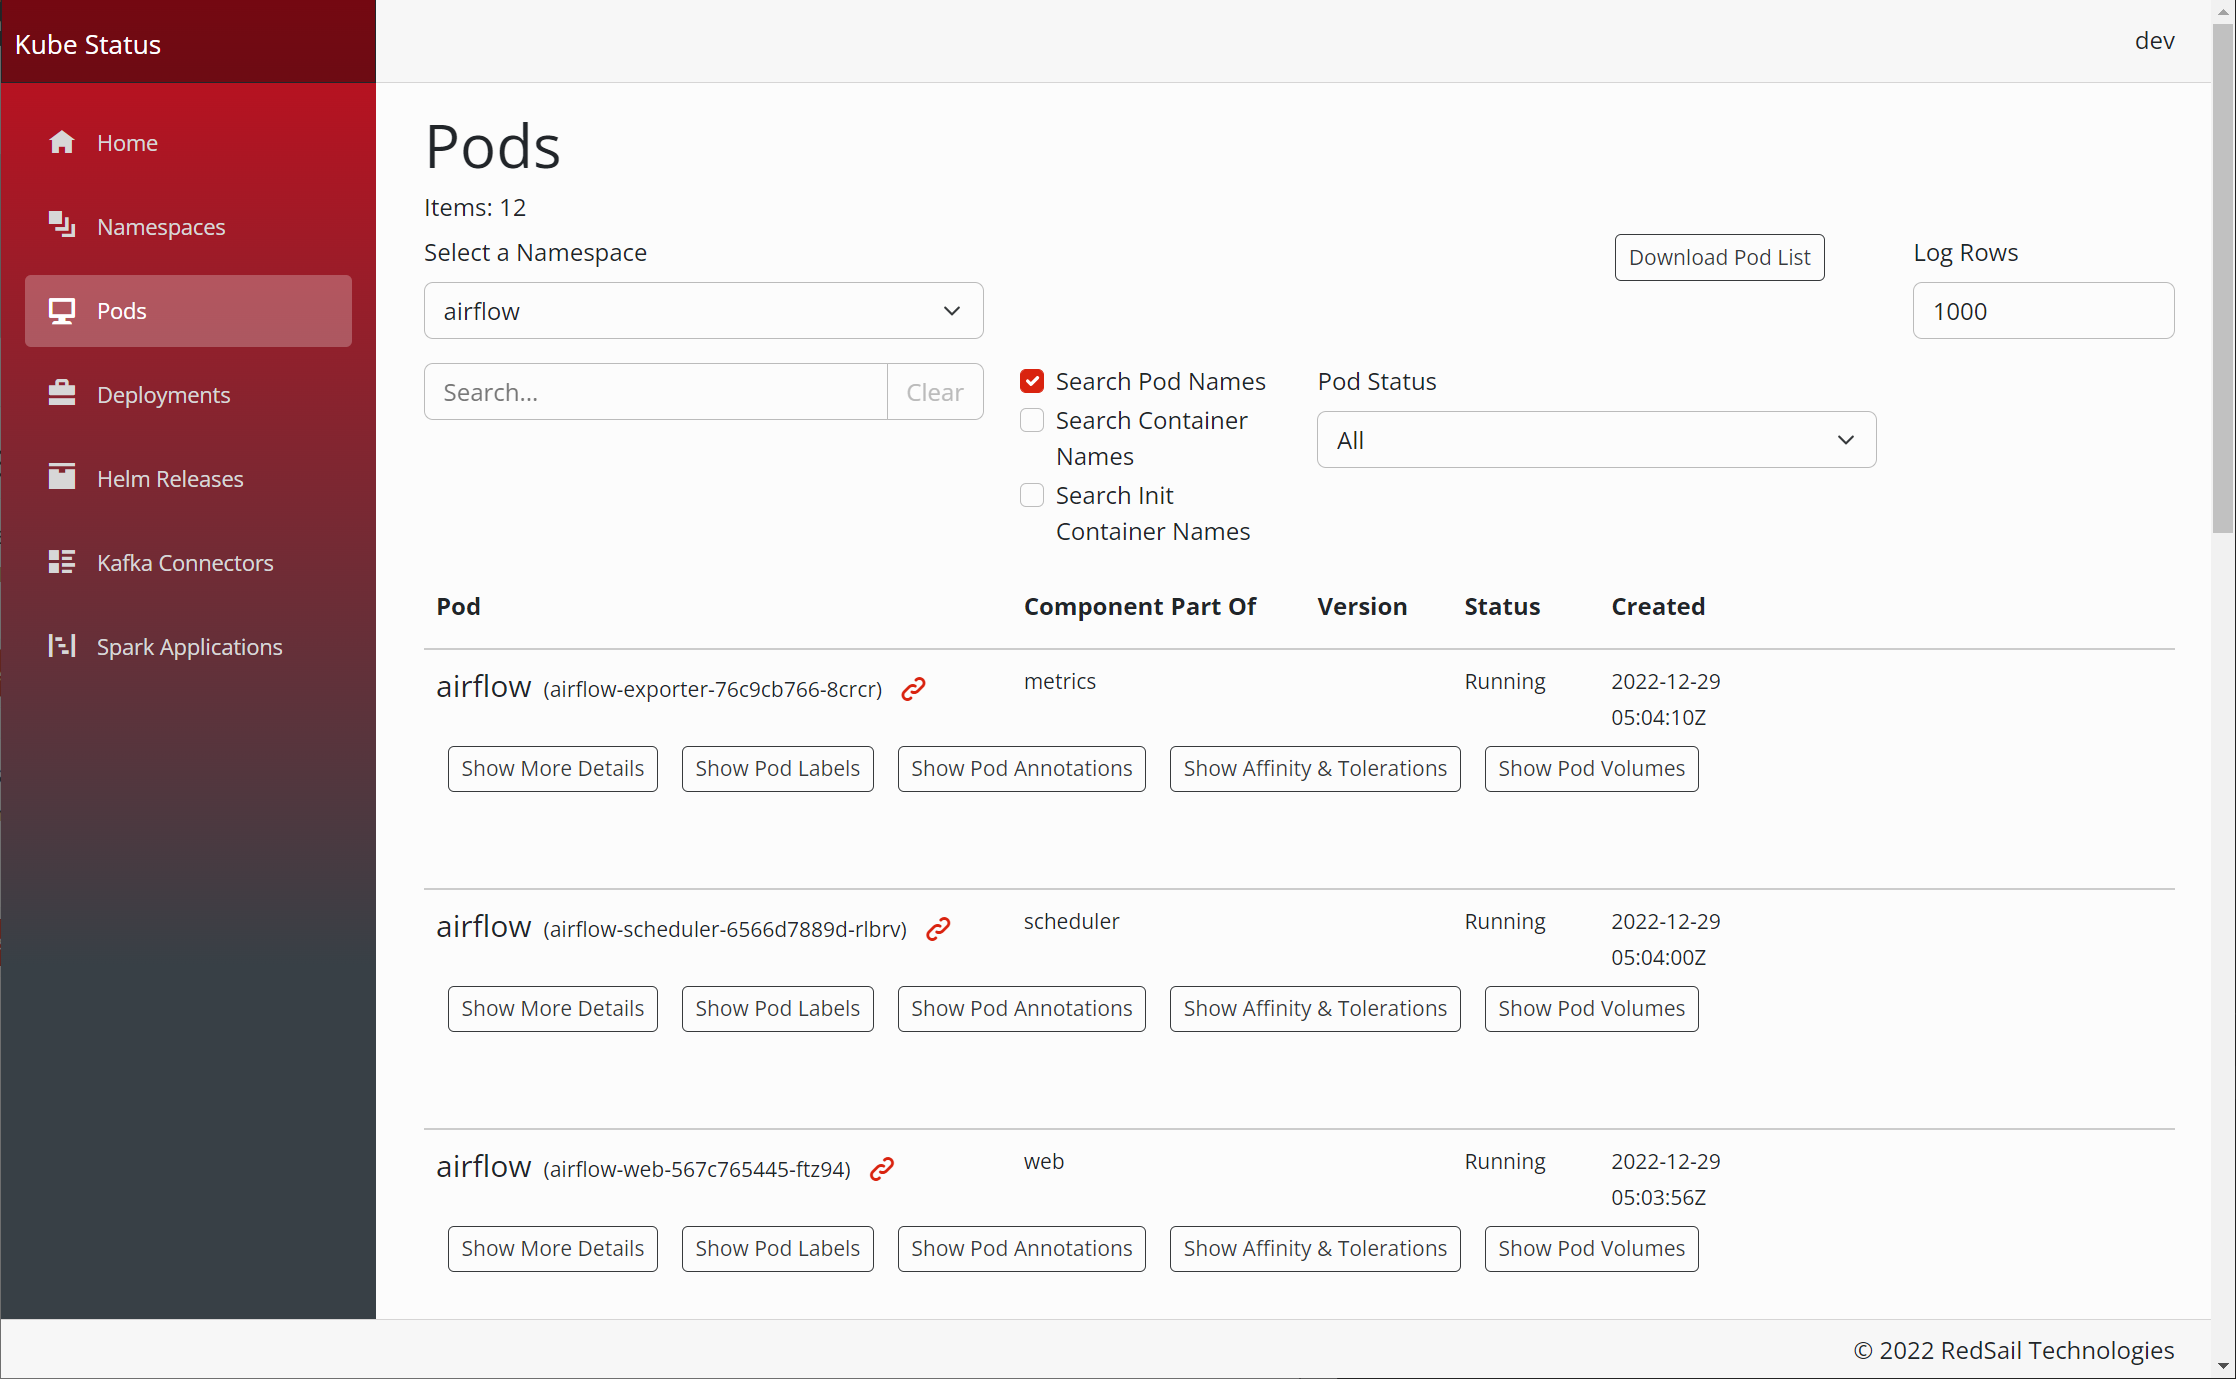 Kube Status
dev
Home
Namespaces
Pods
Deployments
Helm Releases
Kafka Connectors
Spark Applications
Pods
Items: 12
Select a Namespace
airflow
Download Pod List
Log Rows
1000
Search...
Clear
Search Pod Names
Search Container
Names
Search Init
Container Names
Pod Status
All
Pod Component Part Of Version Status Created
airflow (airflow-exporter-76c9cb766-8crcr) metrics Running 2022-12-29
05:04:10Z
Show More Details Show Pod Labels Show Pod Annotations Show Affinity & Tolerations Show Pod Volumes
airflow (airflow-scheduler-6566d7889d-rlbrv) scheduler Running 2022-12-29
05:04:00Z
Show More Details Show Pod Labels Show Pod Annotations Show Affinity & Tolerations Show Pod Volumes
airflow (airflow-web-567c765445-ftz94) web Running 2022-12-29
05:03:56Z
Show More Details Show Pod Labels Show Pod Annotations Show Affinity & Tolerations Show Pod Volumes
© 2022 RedSail Technologies